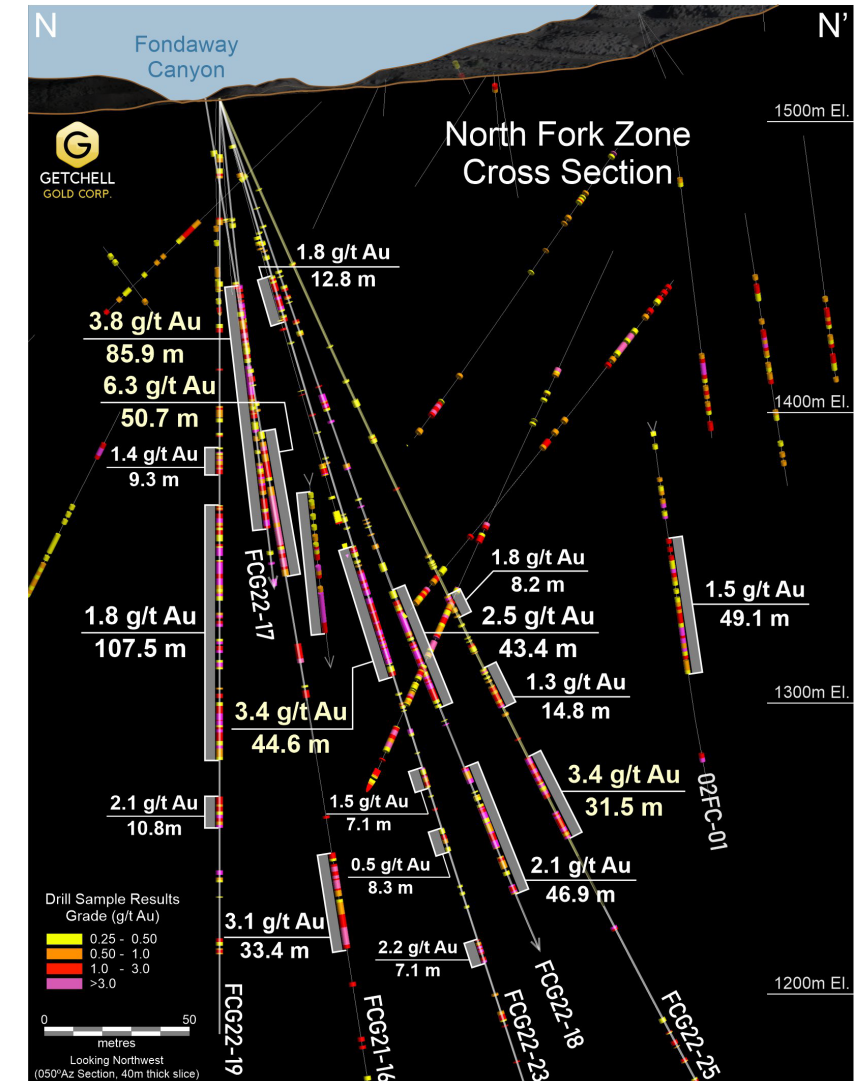 N
N’
Fondaway
Canyon
1500m El.
North Fork Zone
Cross Section
G
GETCHELL
GOLD CORP.
1.8 g/t Au
12.8 m
3.8 g/t Au
85.9 m
6.3 g/t Au
50.7 m
1400m El.
1.4 g/t Au
9.3 m
FCG22-17
1.8 g/t Au
8.2 m
1.5 g/t Au
49.1 m
1.8 g/t Au
107.5 m
2.5 g/t Au
43.4 m
1.3 g/t Au
14.8 m
1300m El.
3.4 g/t Au
44.6 m
3.4 g/t Au
31.5 m
02FC-01
2.1 g/t Au
10.8m
1.5 g/t Au
7.1 m
0.5 g/t Au
8.3 m
2.1 g/t Au
46.9 m
3.1 g/t Au
33.4 m
2.2 g/t Au
7.1 m
Drill Sample Results
Grade (g/t Au)
0.25 - 0.50
0.50 - 1.0
1.0 - 3.0
>3.0
1200m El.
FCG22-19
FCG21-16
FCG22-23
FCG22-18
FCG22-25
0 50
metres
Looking Northwest
(050ºAz Section, 40m thick slice)